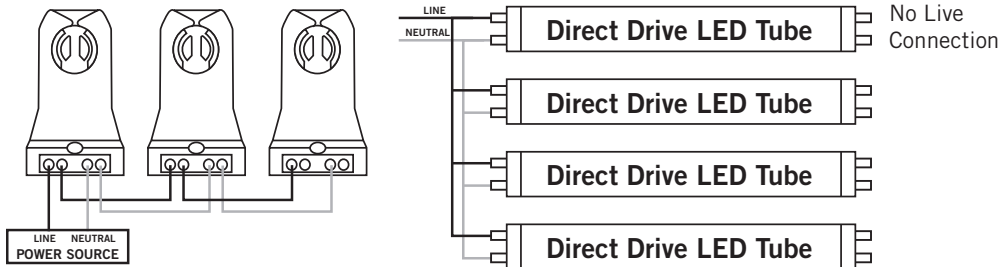 LINE NEUTRAL
POWER SOURCE
LINE
NEUTRAL
Direct Drive LED Tube
No Live
Connection
Direct Drive LED Tube
Direct Drive LED Tube
Direct Drive LED Tube